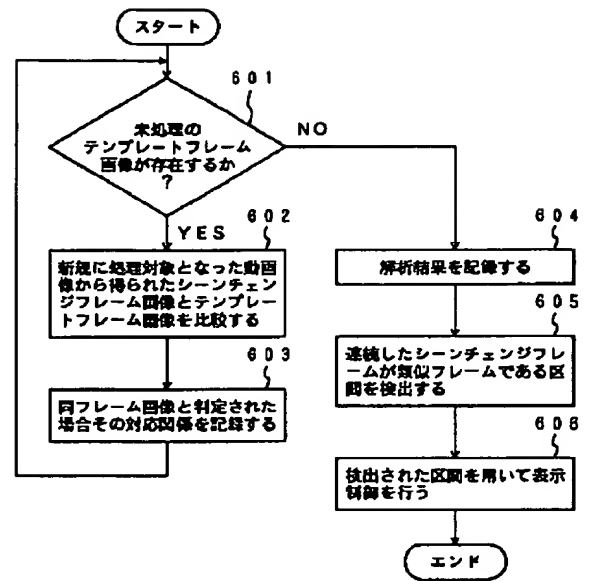 スタート
601
未処理の
テンプレートフレーム
画像が存在するか
?
NO
YES
602
新規に処理対象となった動画
像から得られたシーンチェン
ジフレーム画像とテンプレー
トフレーム画像を比較する
603
同フレーム画像と判定された
場合その対応関係を記録する
604
解析結果を記録する
605
連続したシーンチェンジフレ
ームが類似フレームである区
間を検出する
606
検出された区間を用いて表示
制御を行う
エンド